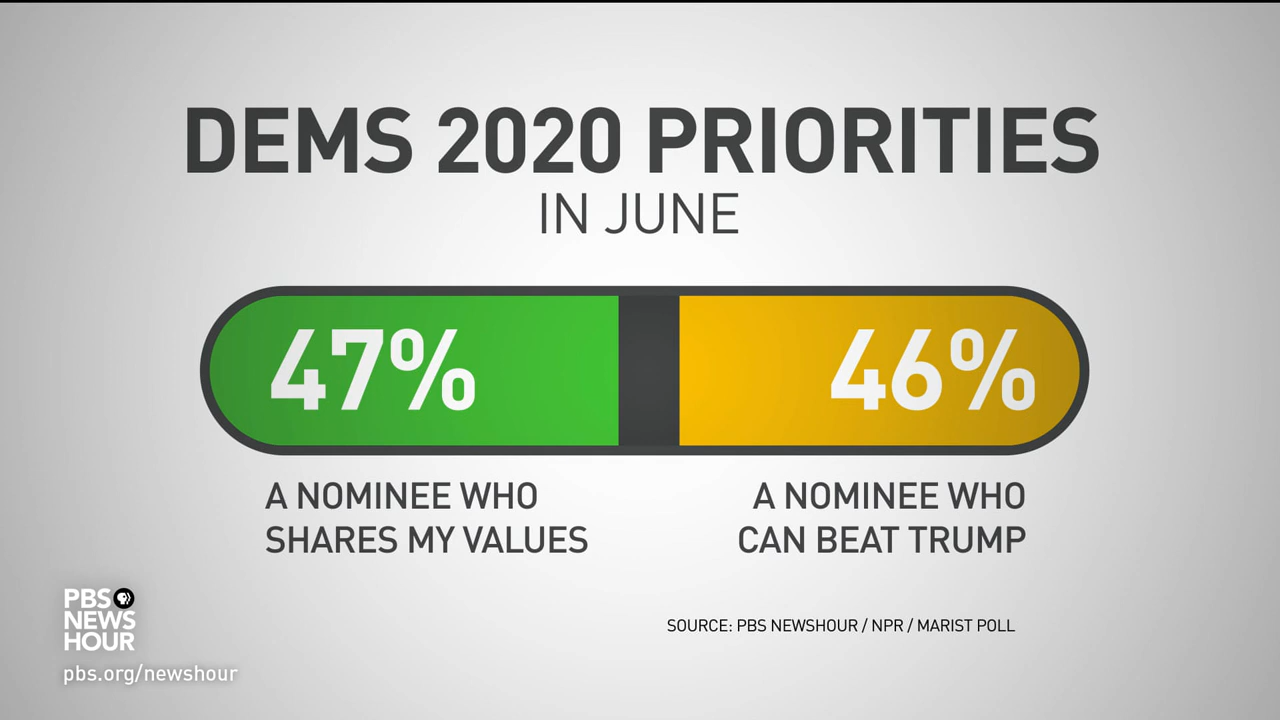 DEMS 2020 PRIORITIES
IN JUNE
47%
46%
A NOMINEE WHO
SHARES MY VALUES
A NOMINEE WHO
CAN BEAT TRUMP
SOURCE: PBS NEWSHOUR / NPR / MARIST POLL
PBS
NEWS
HOUR
pbs.org/newshour